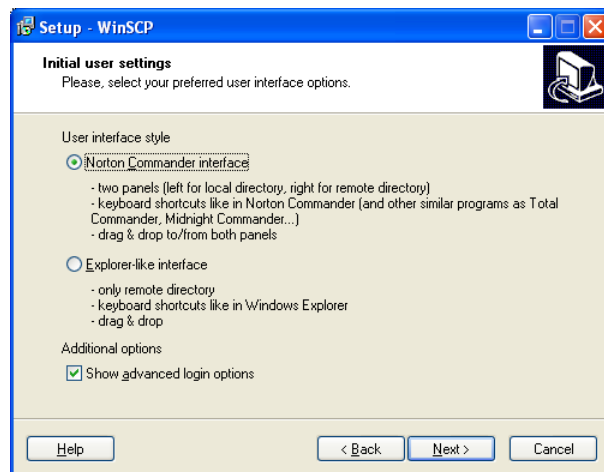 Setup - WinSCP
Initial user settings
Please, select your preferred user interface options.
User interface style
Norton Commander interface
- two panels (left for local directory, right for remote directory)
- keyboard shortcuts like in Norton Commander (and other similar programs as Total
Commander, Midnight Commander...)
- drag & drop to/from both panels
Explorer-like interface
- only remote directory
- keyboard shortcuts like in Windows Explorer
- drag & drop
Additional options
Show advanced login options
Help
< Back
Next >
Cancel